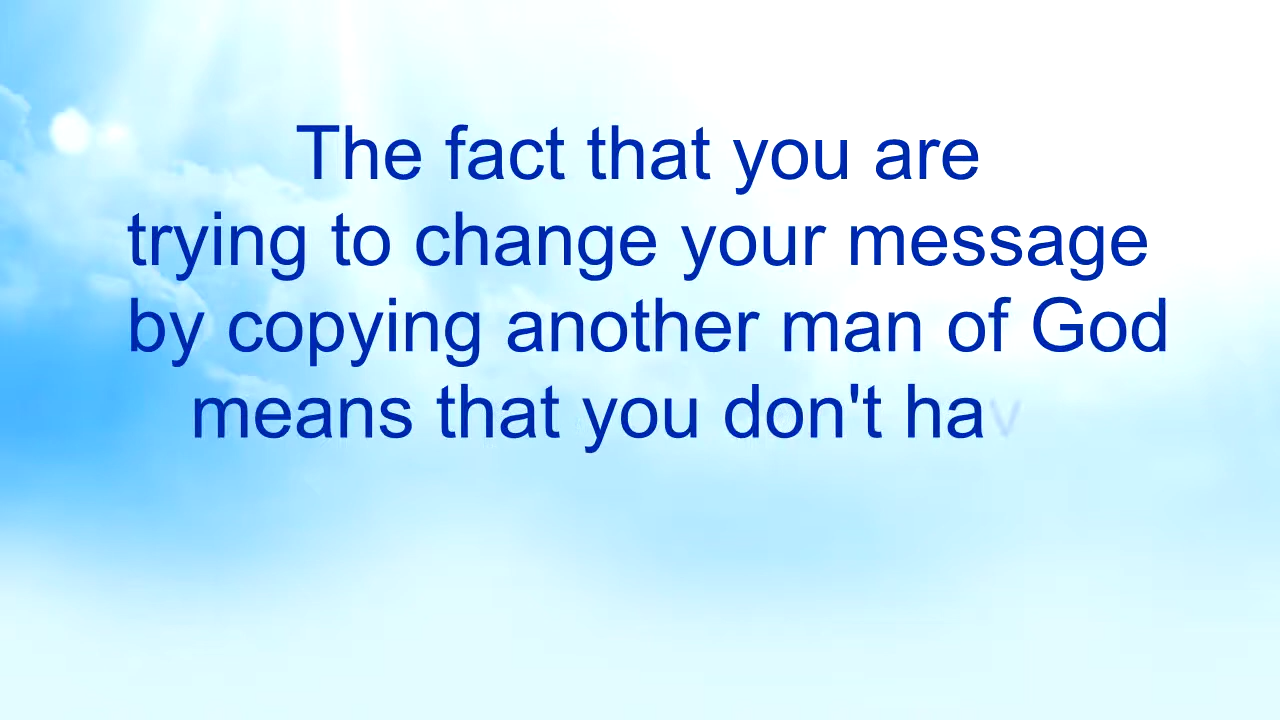 The fact that you are
trying to change your message
by copying another man of God
means that you don't hav